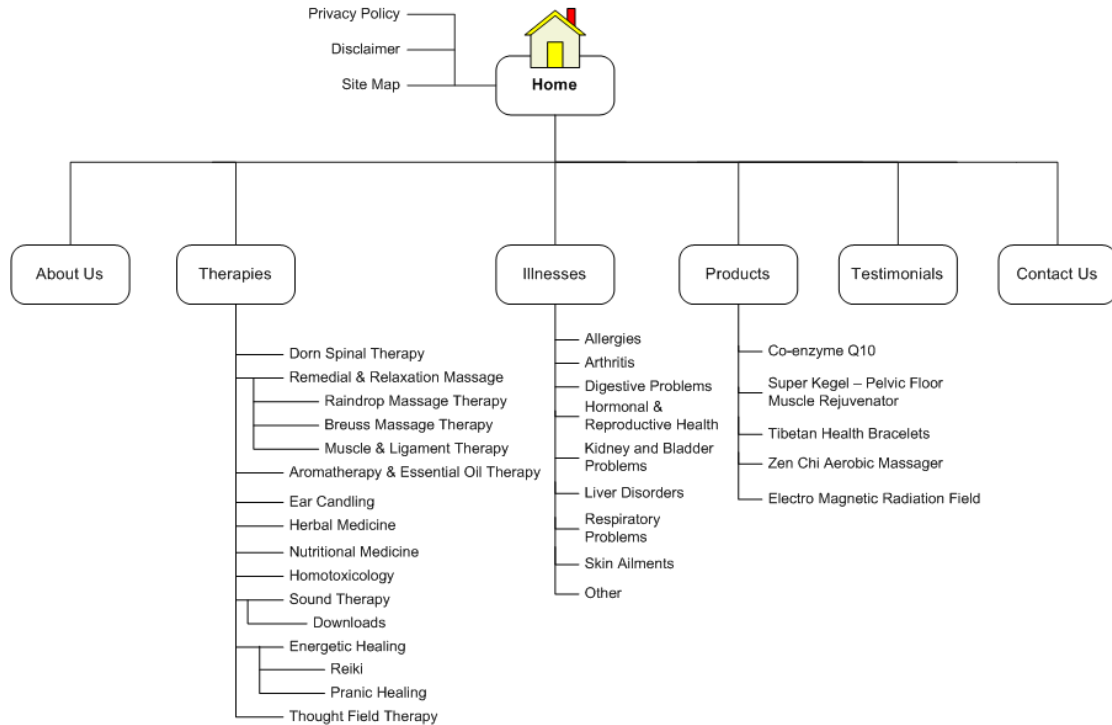 Privacy Policy
Disclaimer
Site Map
Home
About Us
Therapies
Illnesses
Products
Testimonials
Contact Us
Dorn Spinal Therapy
Remedial & Relaxation Massage
Raindrop Massage Therapy
Breuss Massage Therapy
Muscle & Ligament Therapy
Aromatherapy & Essential Oil Therapy
Ear Candling
Herbal Medicine
Nutritional Medicine
Homotoxicology
Sound Therapy
Downloads
Energetic Healing
Reiki
Pranic Healing
Thought Field Therapy
Allergies
Arthritis
Digestive Problems
Hormonal &
Reproductive Health
Kidney and Bladder
Problems
Liver Disorders
Respiratory
Problems
Skin Ailments
Other
Co-enzyme Q10
Super Kegel – Pelvic Floor
Muscle Rejuvenator
Tibetan Health Bracelets
Zen Chi Aerobic Massager
Electro Magnetic Radiation Field